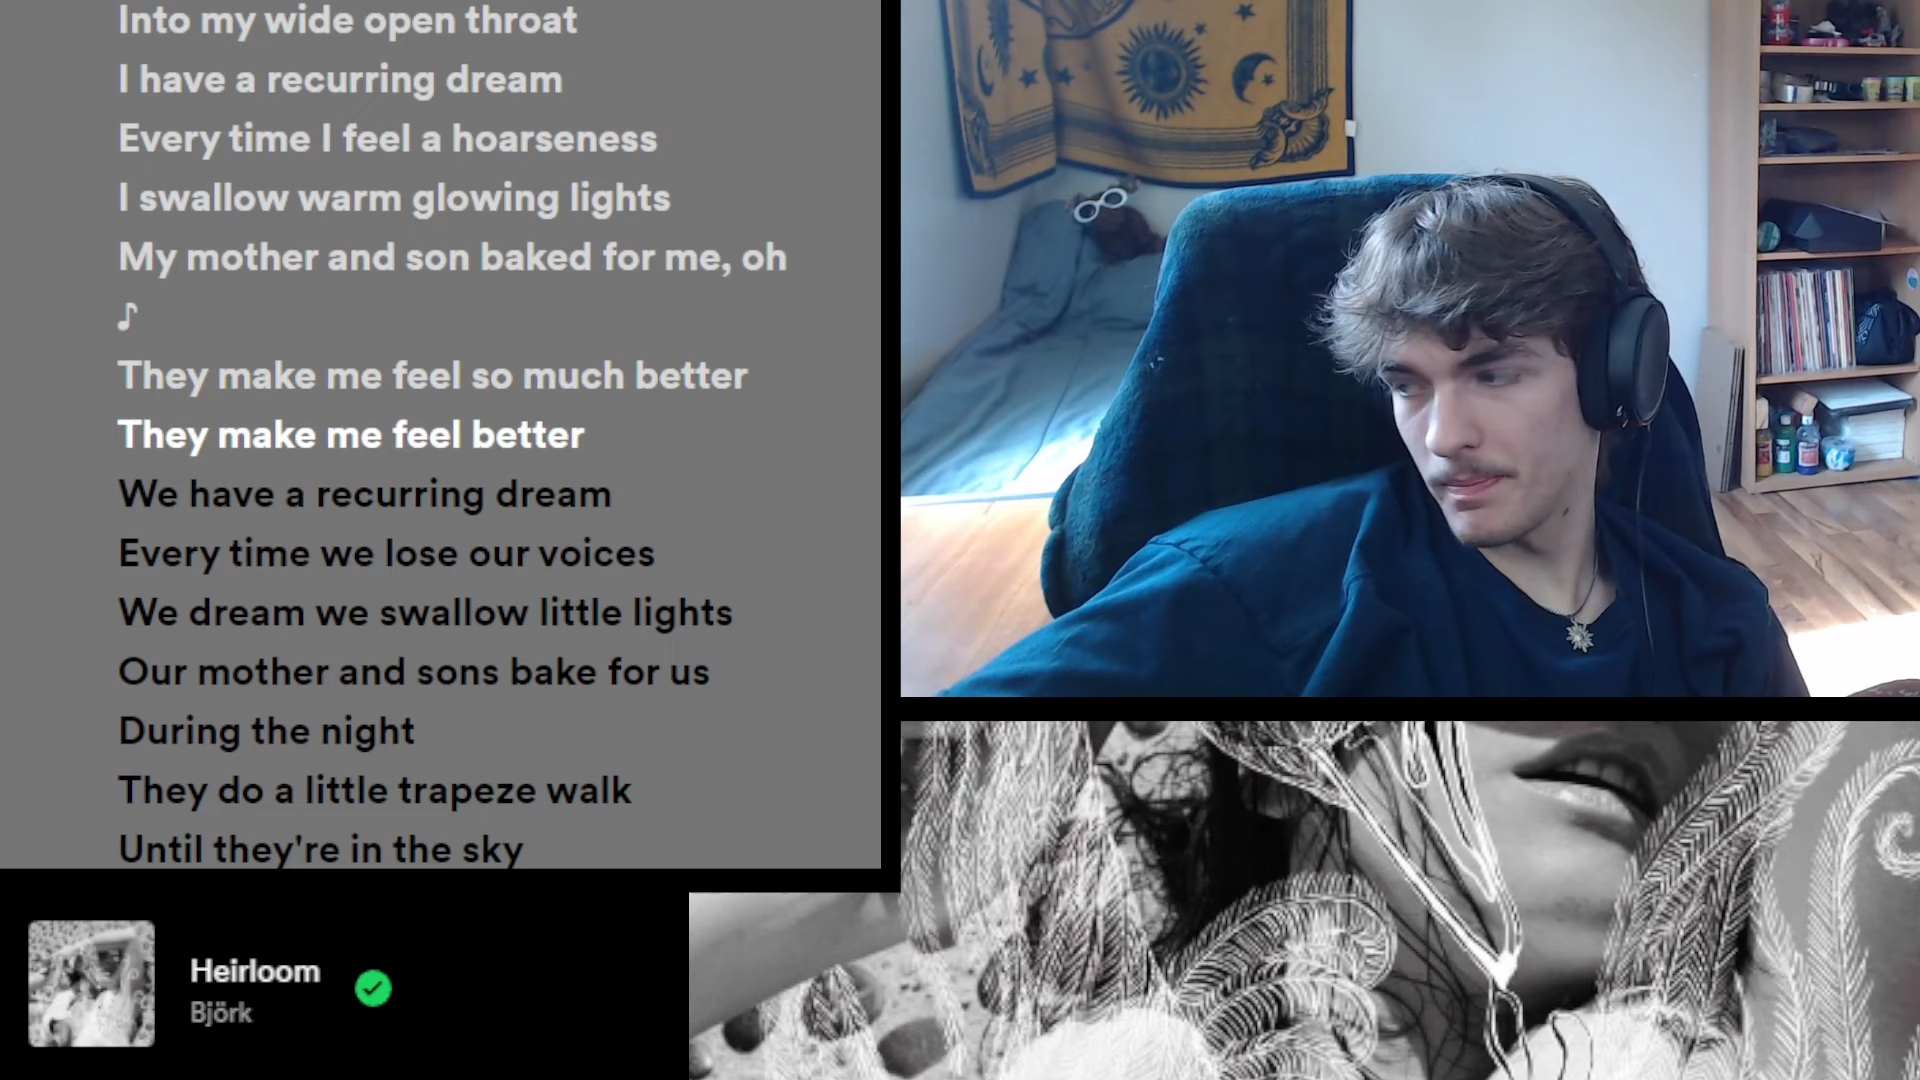 Into my wide open throat
I have a recurring dream
Every time I feel a hoarseness
I swallow warm glowing lights
My mother and son baked for me, oh
♪
They make me feel so much better
They make me feel better
We have a recurring dream
Every time we lose our voices
We dream we swallow little lights
Our mother and sons bake for us
During the night
They do a little trapeze walk
Until they're in the sky
Heirloom
Björk